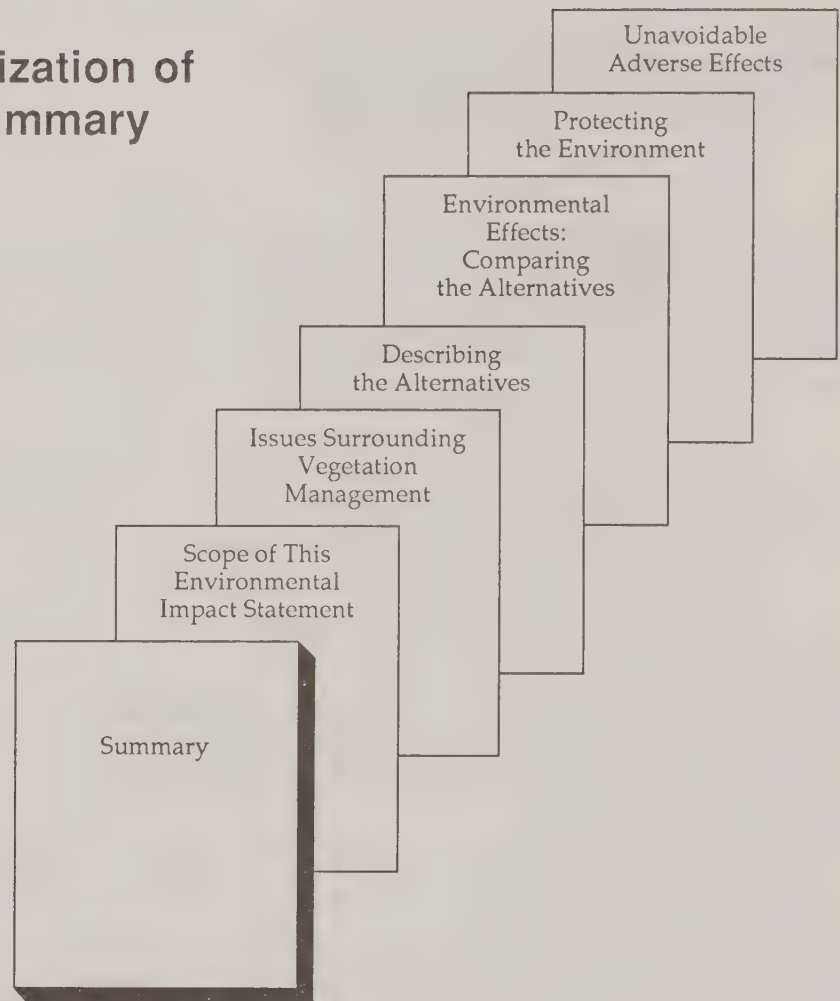 ization of
mmary
Unavoidable
Adverse Effects
Protecting
the Environment
Environmental
Effects:
Comparing
the Alternatives
Describing
the Alternatives
Issues Surrounding
Vegetation
Management
Scope of This
Environmental
Impact Statement
Summary